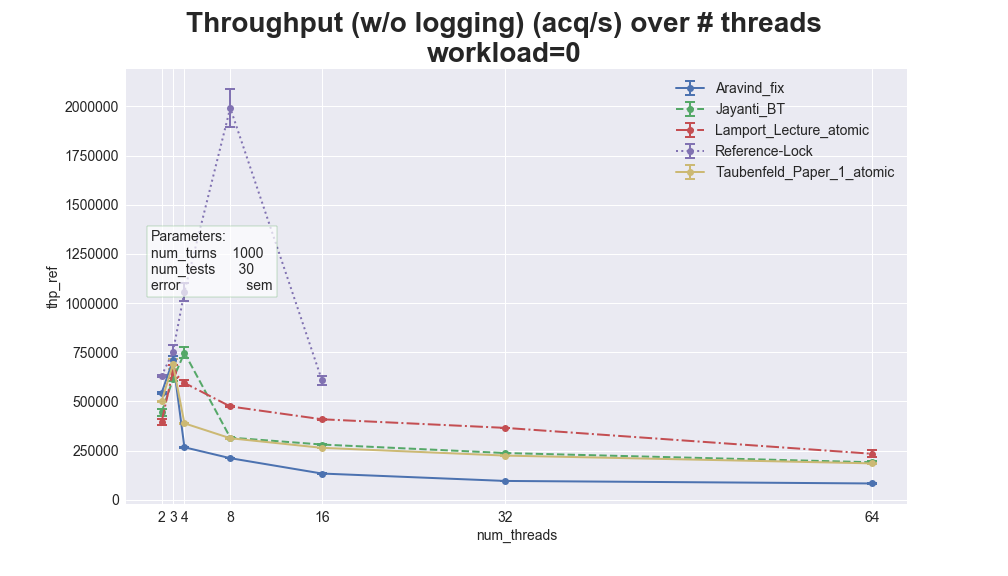 Throughput (w/o logging) (acq/s) over # threads
workload=0
Aravind_fix
Jayanti_BT
Lamport_Lecture_atomic
Reference-Lock
Taubenfeld_Paper_1_atomic
2000000
1750000
1500000
1250000
1000000
750000
500000
250000
0
thp_ref
Parameters:
num_turns 1000
num_tests 30
error sem
2 3 4 8 16 32 64
num_threads